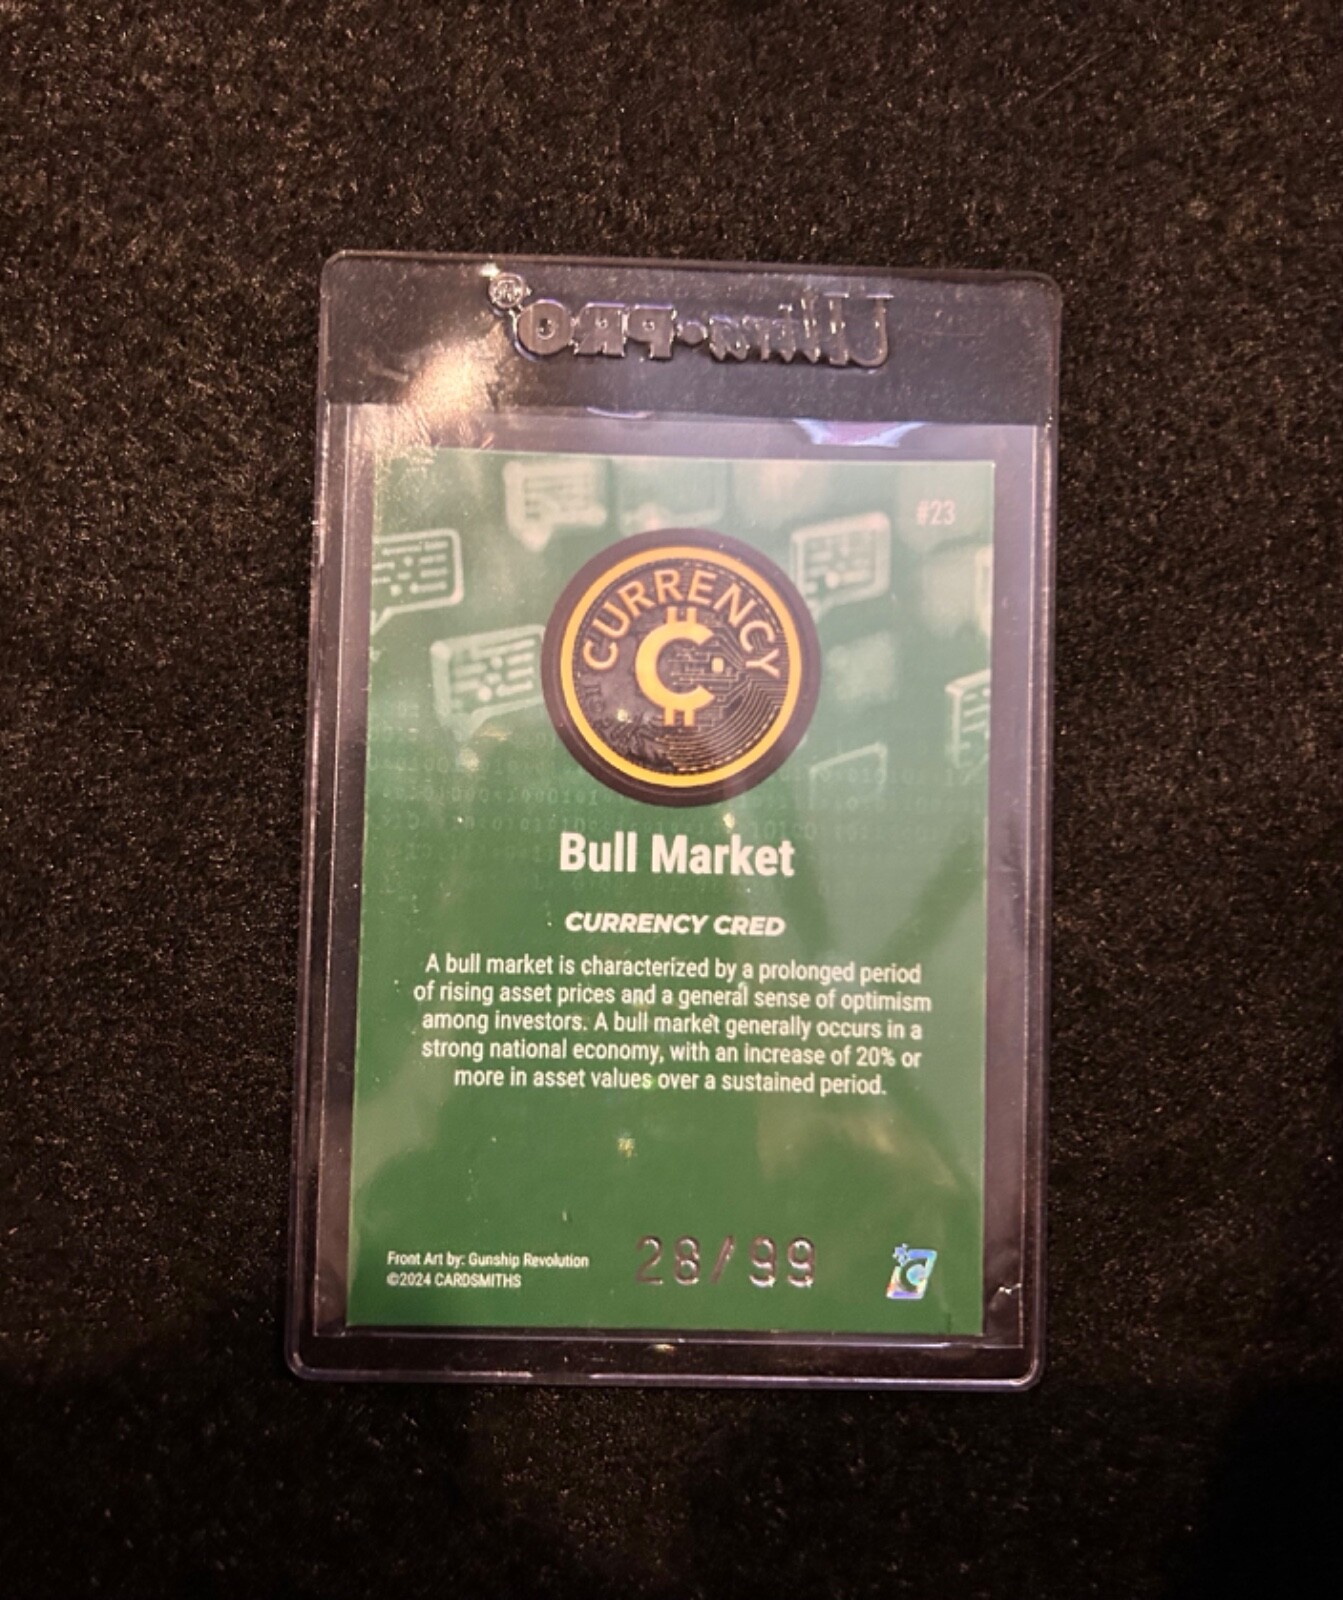 Ultra•PRO®
#23
CURRENCY
Bull Market
CURRENCY CRED
A bull market is characterized by a prolonged period
of rising asset prices and a general sense of optimism
among investors. A bull market generally occurs in a
strong national economy, with an increase of 20% or
more in asset values over a sustained period.
Front Art by: Gunship Revolution
©2024 CARDSMITHS
28/99